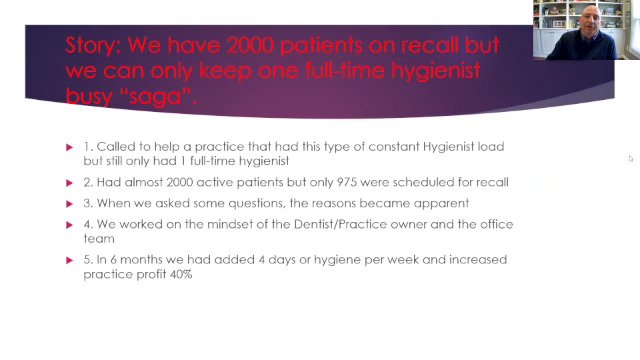 Story: We have 2000 patients on recall but
we can only keep one full-time hygienist
busy “saga”.
1. Called to help a practice that had this type of constant Hygienist load
but still only had 1 full-time hygienist
2. Had almost 2000 active patients but only 975 were scheduled for recall
3. When we asked some questions, the reasons became apparent
4. We worked on the mindset of the Dentist/Practice owner and the office
team
5. In 6 months we had added 4 days or hygiene per week and increased
practice profit 40%